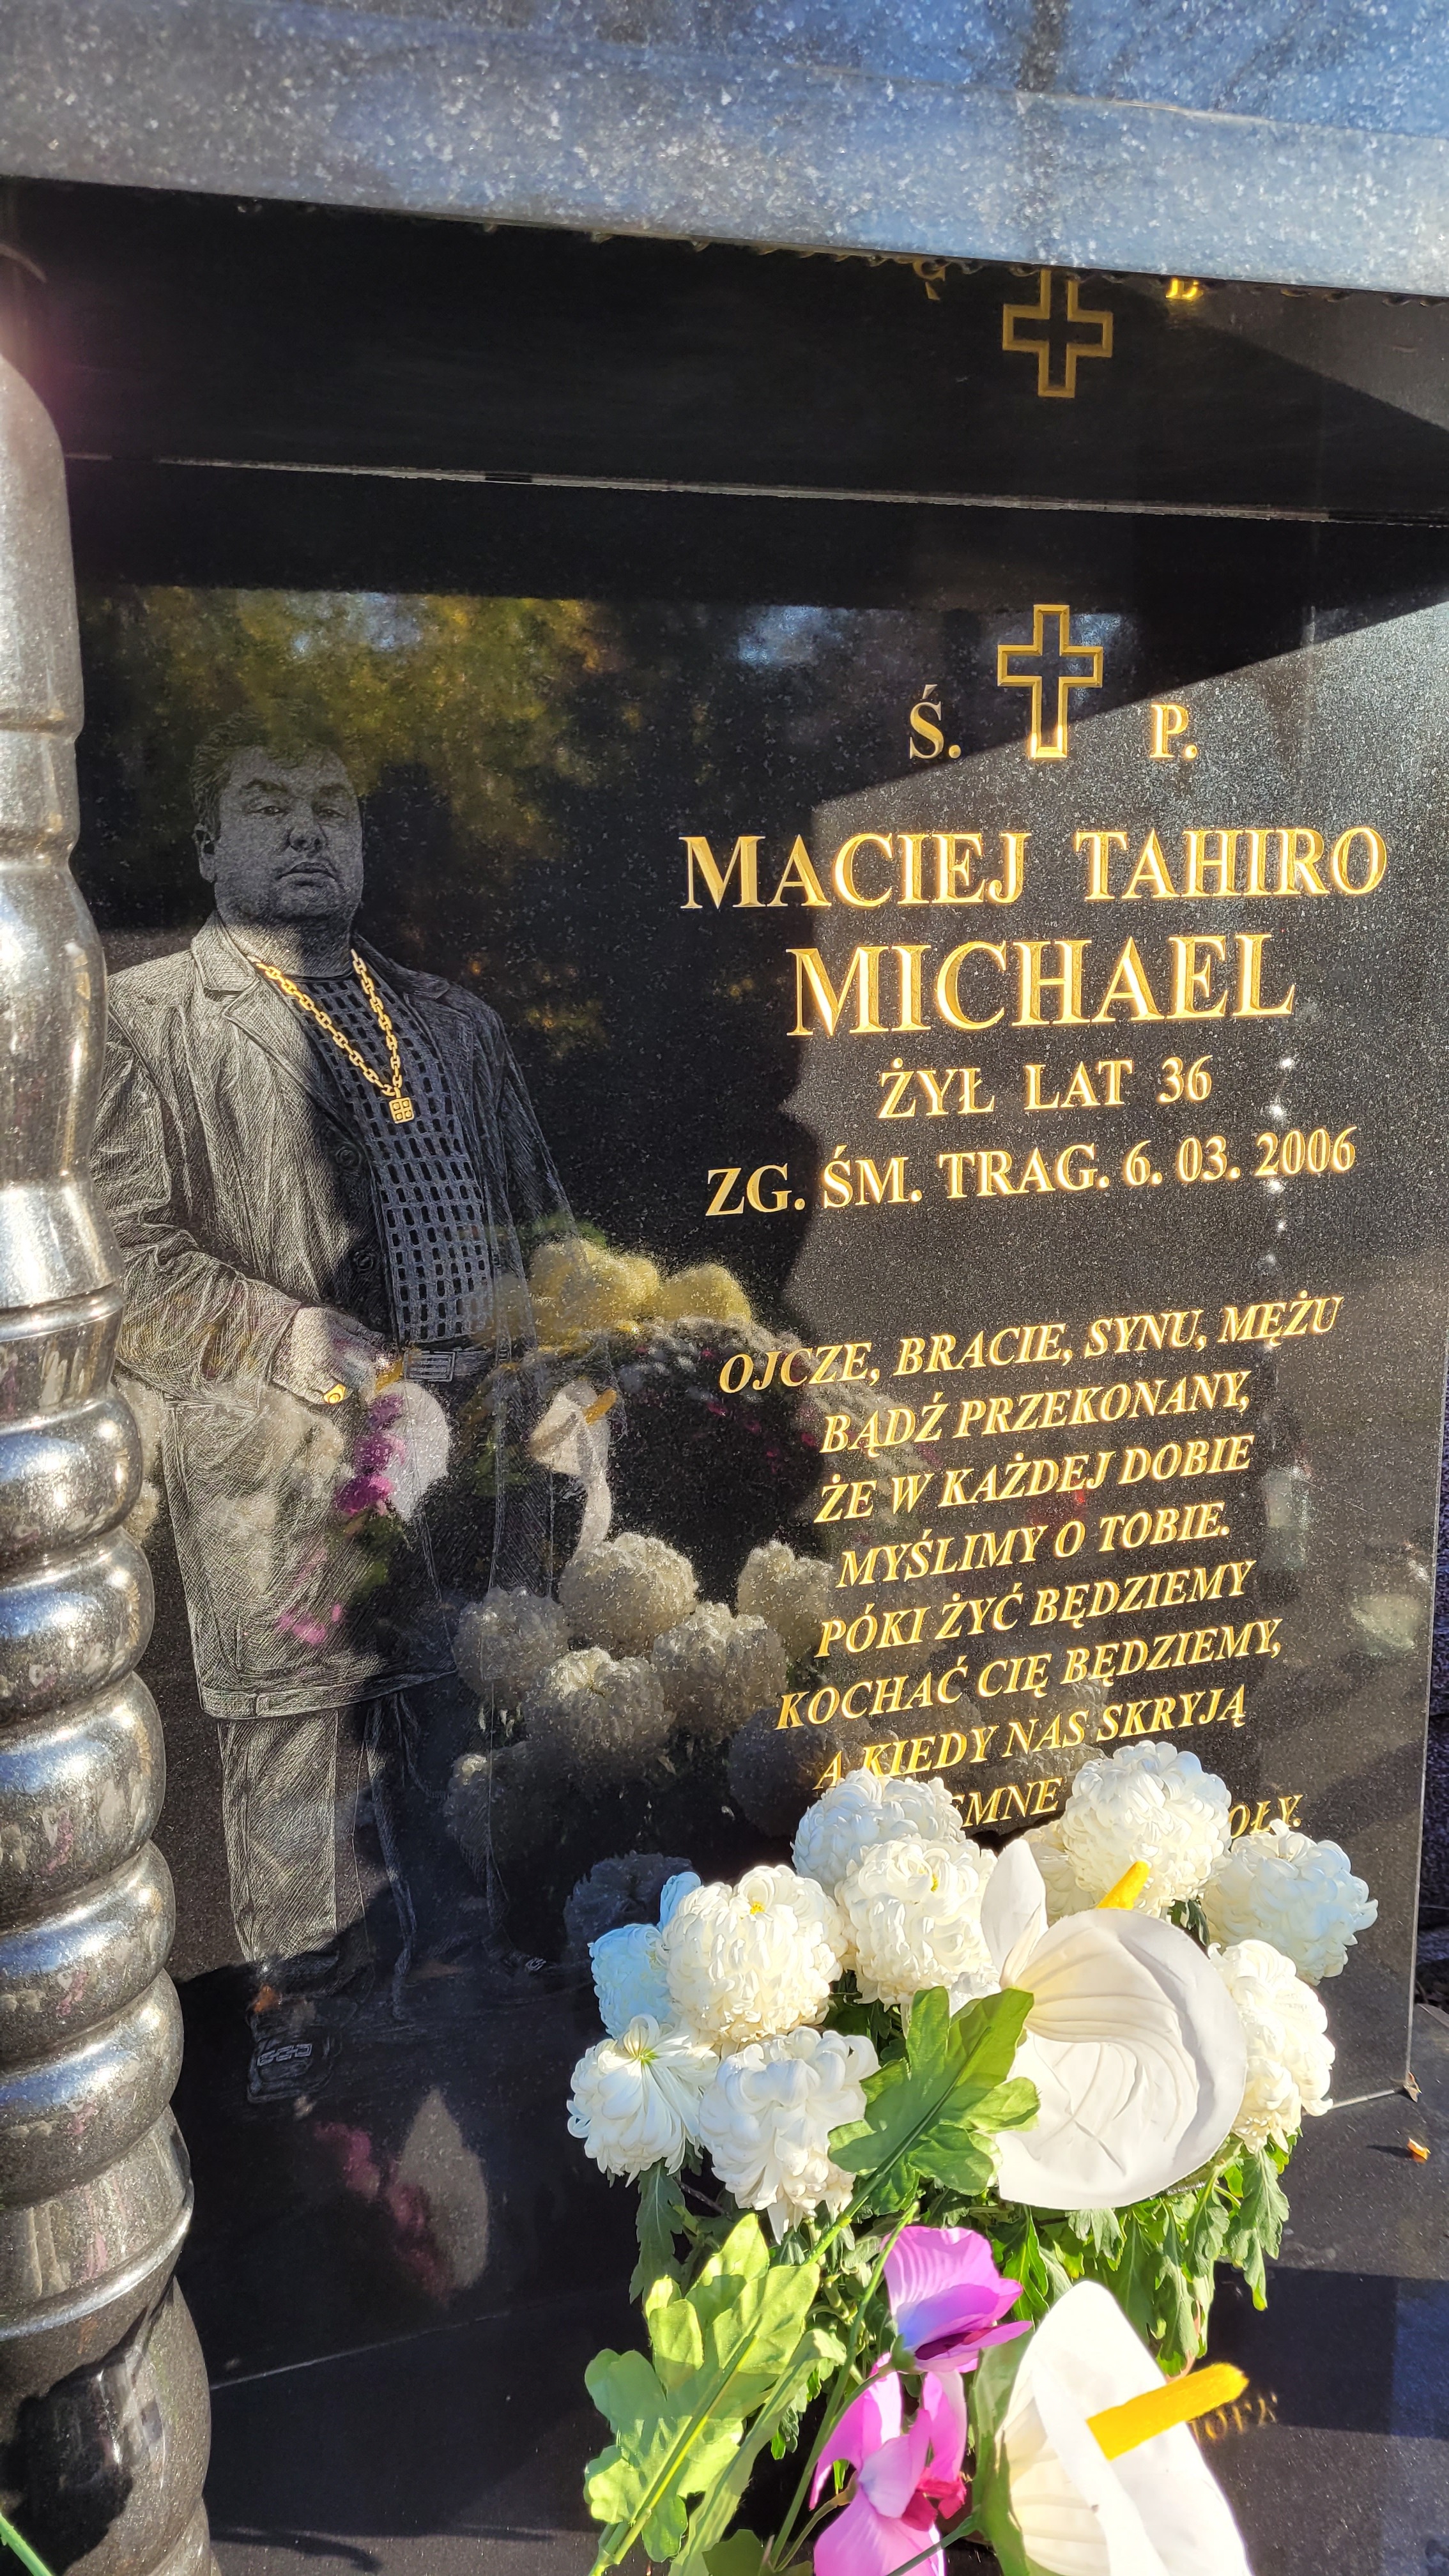 Ś. P.
MACIEJ TAHIRO
MICHAEL
ŻYŁ LAT 36
ZG. ŚM. TRAG. 6. 03. 2006
OJCZE, BRACIE, SYNU, MĘŻU
BĄDŹ PRZEKONANY,
ŻE W KAŻDEJ DOBIE
MYŚLIMY O TOBIE.
PÓKI ŻYĆ BĘDZIEMY
KOCHAĆ CIĘ BĘDZIEMY,
A KIEDY NAS SKRYJĄ